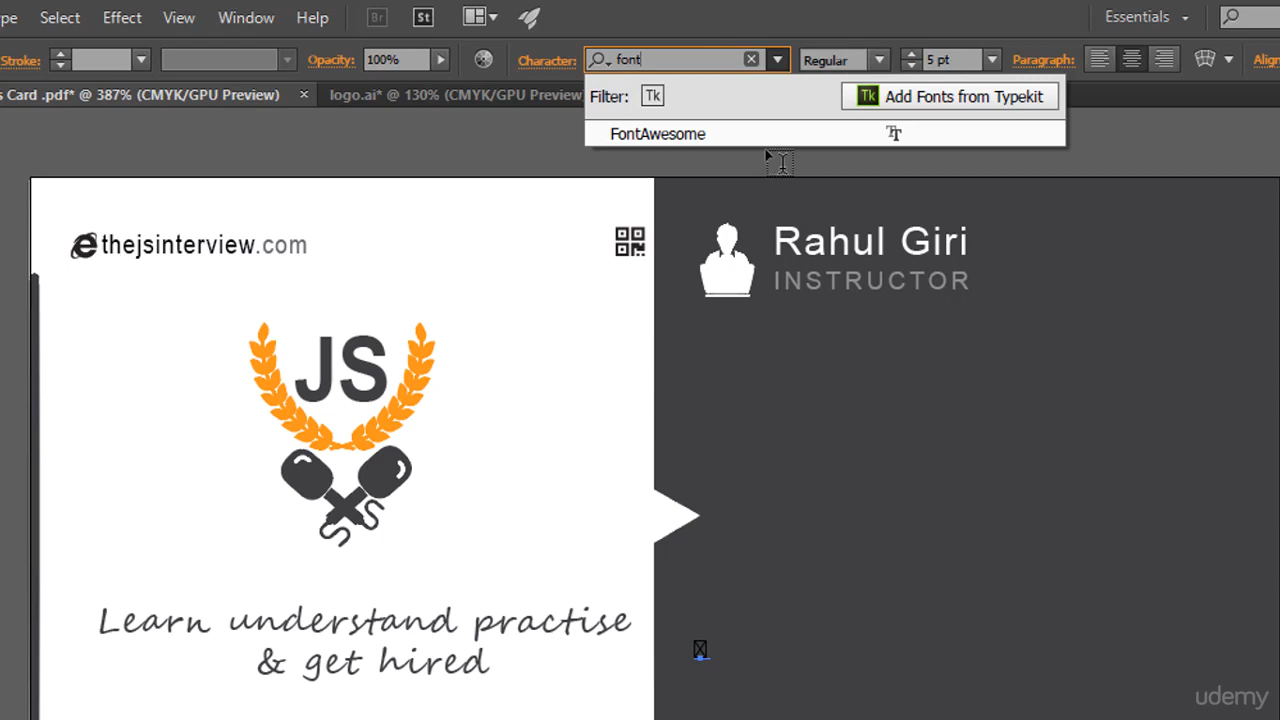 pe Select Effect View Window Help Br St Essentials
Stroke: Opacity: 100% Character: font Regular 5 pt Paragraph: Align
s Card .pdf* @ 387% (CMYK/GPU Preview) × logo.ai* @ 130% (CMYK/GPU Preview)
Filter: Tk Tk Add Fonts from Typekit
FontAwesome
thejsinterview.com
Rahul Giri
INSTRUCTOR
JS
Learn understand practise
& get hired
udemy